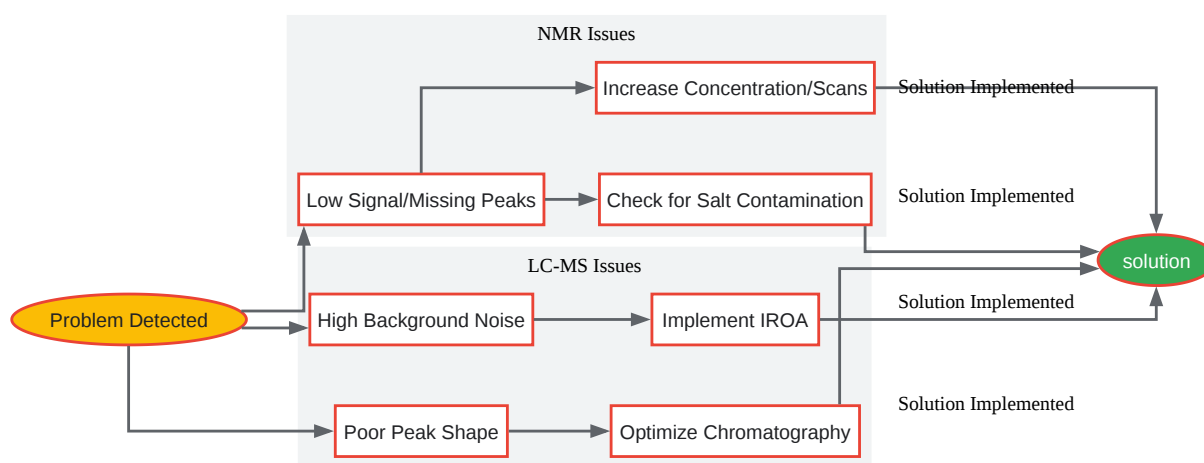 NMR Issues
Increase Concentration/Scans
Solution Implemented
Low Signal/Missing Peaks
Check for Salt Contamination
Solution Implemented
LC-MS Issues
solution
Problem Detected
High Background Noise
Implement IROA
Solution Implemented
Poor Peak Shape
Optimize Chromatography
Solution Implemented